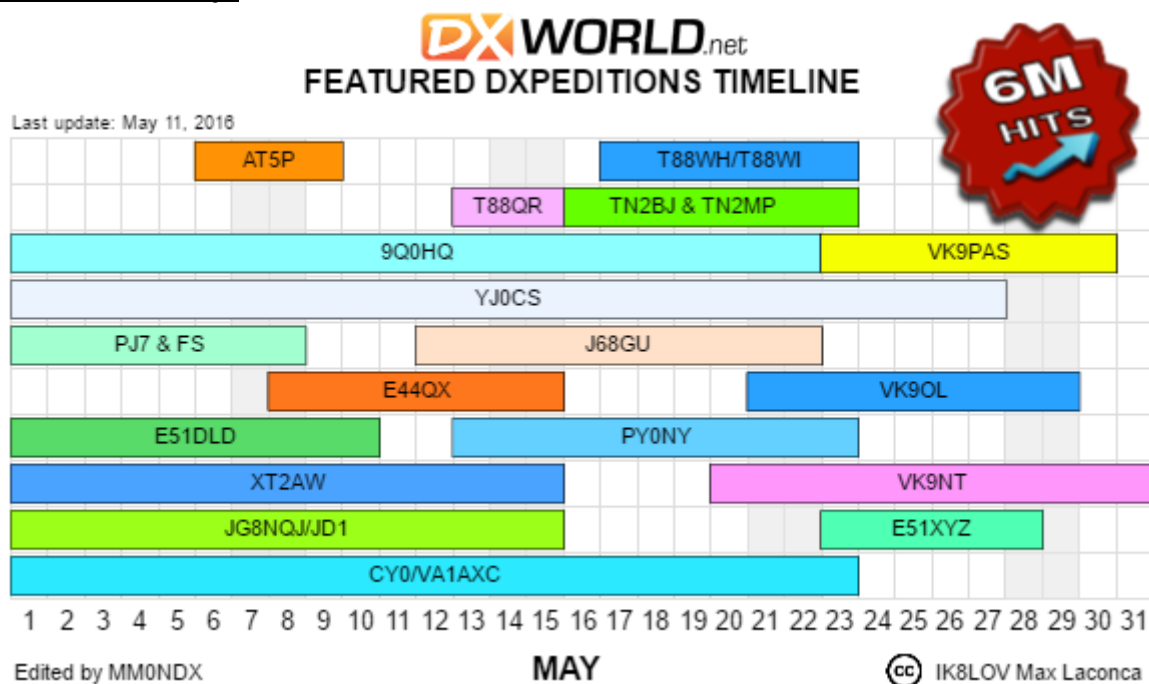 DX WORLD.net
FEATURED DXPEDITIONS TIMELINE
6M
HITS
Last update: May 11, 2016
AT5P T88WH/T88WI
T88QR TN2BJ & TN2MP
9Q0HQ VK9PAS
YJ0CS
PJ7 & FS J68GU
E44QX VK9OL
E51DLD PY0NY
XT2AW VK9NT
JG8NQJ/JD1 E51XYZ
CY0/VA1AXC
1 2 3 4 5 6 7 8 9 10 11 12 13 14 15 16 17 18 19 20 21 22 23 24 25 26 27 28 29 30 31
Edited by MM0NDX MAY cc IK8LOV Max Laconca